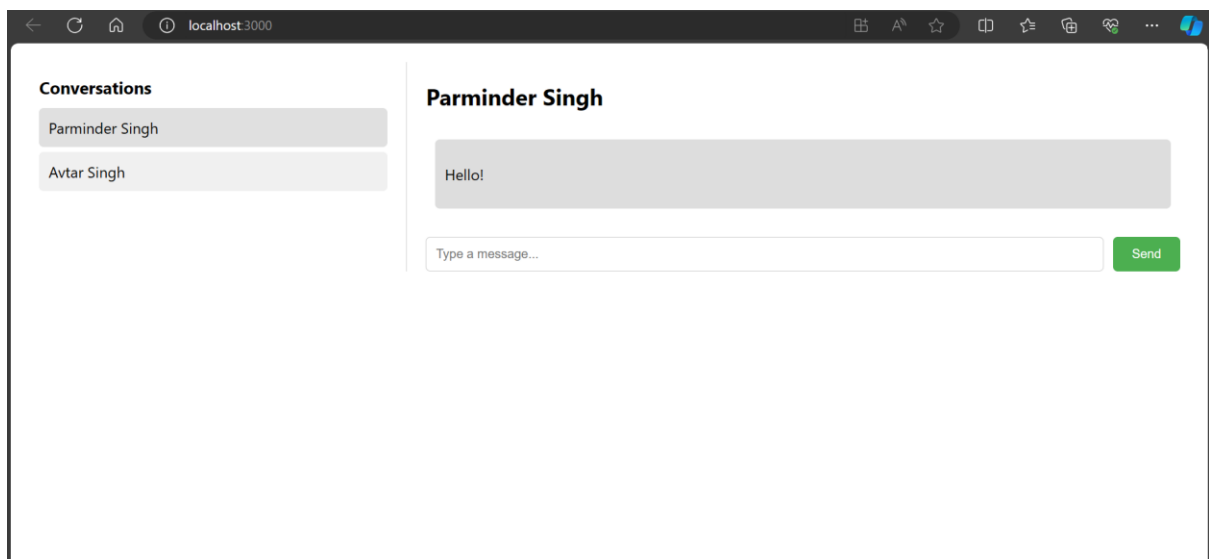 localhost:3000
Conversations
Parminder Singh
Avtar Singh
Parminder Singh
Hello!
Type a message...
Send